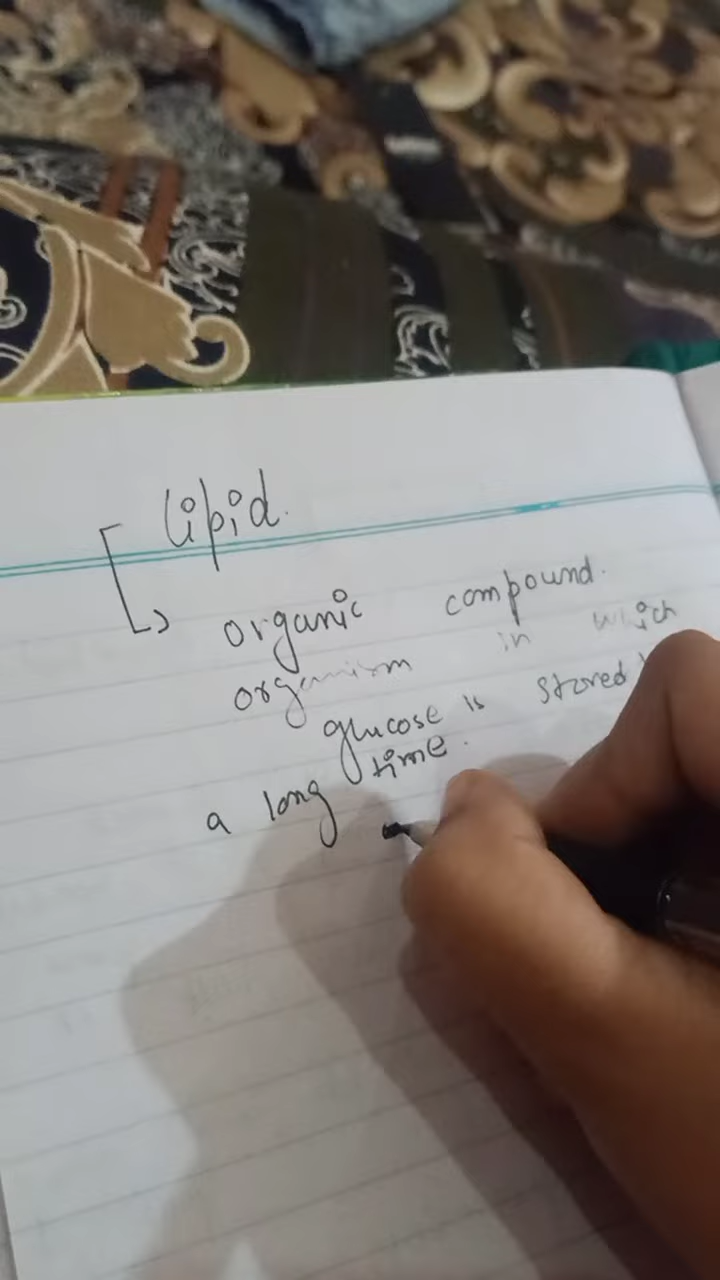 Lipid.
organic compound.
organism in which
glucose is stored
a long time.